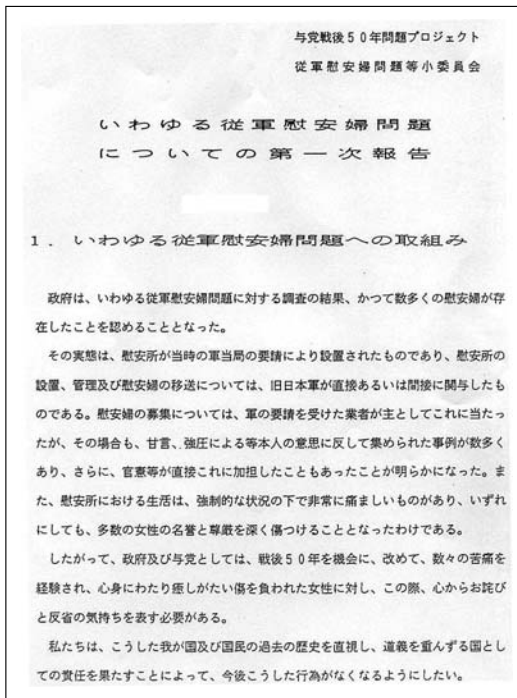 与党戦後50年問題プロジェクト
従軍慰安婦問題等小委員会
いわゆる従軍慰安婦問題
についての第一次報告
1．いわゆる従軍慰安婦問題への取組み
政府は、いわゆる従軍慰安婦問題に対する調査の結果、かつて数多くの慰安婦が存
在したことを認めることとなった。
その実態は、慰安所が当時の軍当局の要請により設置されたものであり、慰安所の
設置、管理及び慰安婦の移送については、旧日本軍が直接あるいは間接に関与したも
のである。慰安婦の募集については、軍の要請を受けた業者が主としてこれに当たっ
たが、その場合も、甘言、強圧による等本人の意思に反して集められた事例が数多く
あり、さらに、官憲等が直接これに加担したこともあったことが明らかになった。ま
た、慰安所における生活は、強制的な状況の下で非常に痛ましいものがあり、いずれ
にしても、多数の女性の名誉と尊厳を深く傷つけることとなったわけである。
したがって、政府及び与党としては、戦後50年を機会に、改めて、数々の苦痛を
経験され、心身にわたり癒しがたい傷を負われた女性に対し、この際、心からお詫び
と反省の気持ちを表す必要がある。
私たちは、こうした我が国及び国民の過去の歴史を直視し、道義を重んずる国とし
ての責任を果たすことによって、今後こうした行為がなくなるようにしたい。